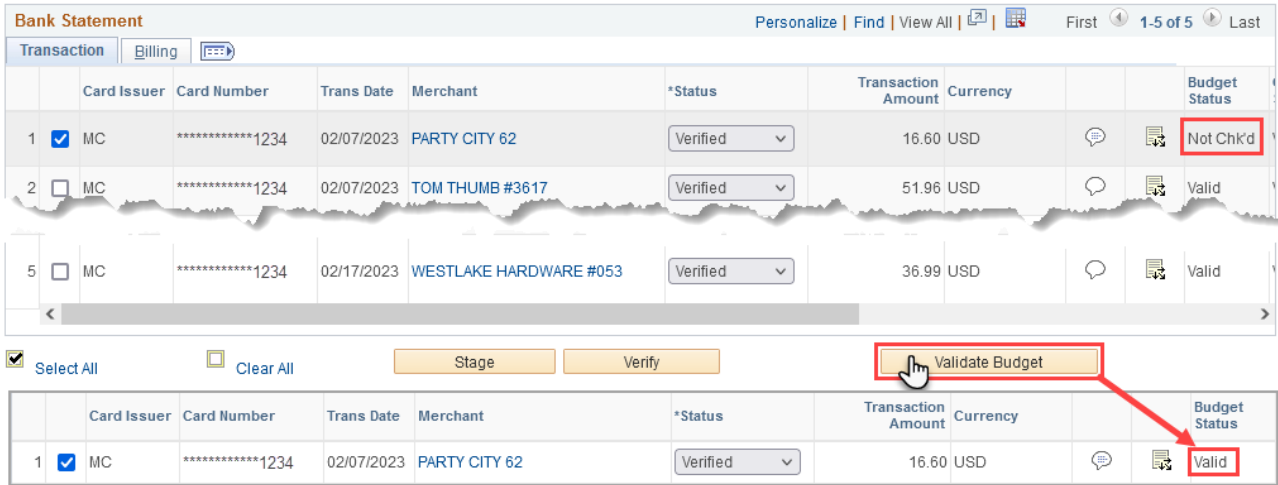 Bank Statement Personalize | Find | View All | | First 1-5 of 5 Last
Transaction Billing
Card Issuer Card Number Trans Date Merchant *Status Transaction Amount Currency Budget Status
1 MC ************1234 02/07/2023 PARTY CITY 62 Verified 16.60 USD Not Chk'd
2 MC ************1234 02/07/2023 TOM THUMB #3617 Verified 51.96 USD Valid
5 MC ************1234 02/17/2023 WESTLAKE HARDWARE #053 Verified 36.99 USD Valid
Select All Clear All Stage Verify Validate Budget
Card Issuer Card Number Trans Date Merchant *Status Transaction Amount Currency Budget Status
1 MC ************1234 02/07/2023 PARTY CITY 62 Verified 16.60 USD Valid